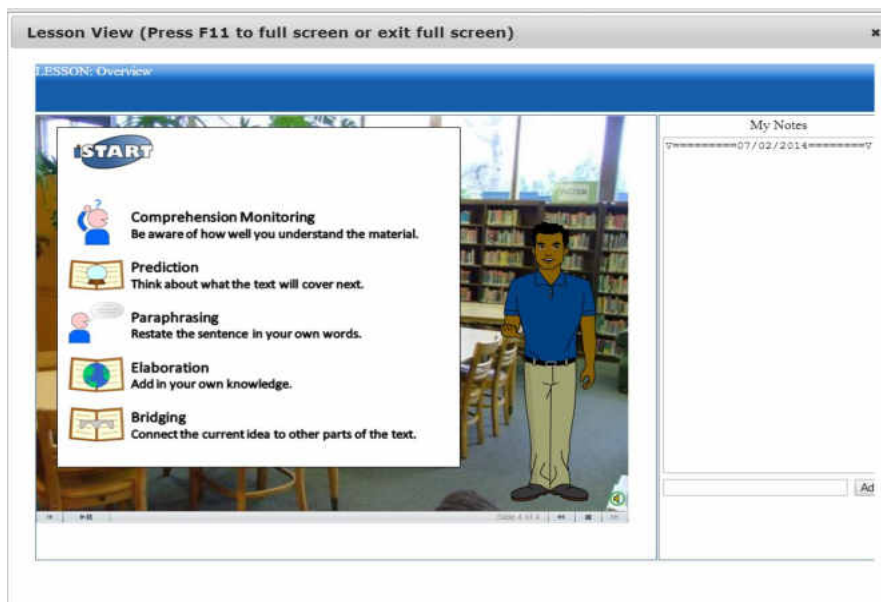 Lesson View (Press F11 to full screen or exit full screen)
LESSON: Overview
iSTART
Comprehension Monitoring
Be aware of how well you understand the material.
Prediction
Think about what the text will cover next.
Paraphrasing
Restate the sentence in your own words.
Elaboration
Add in your own knowledge.
Bridging
Connect the current idea to other parts of the text.
My Notes
∇=========07/02/2014========∇
Ad